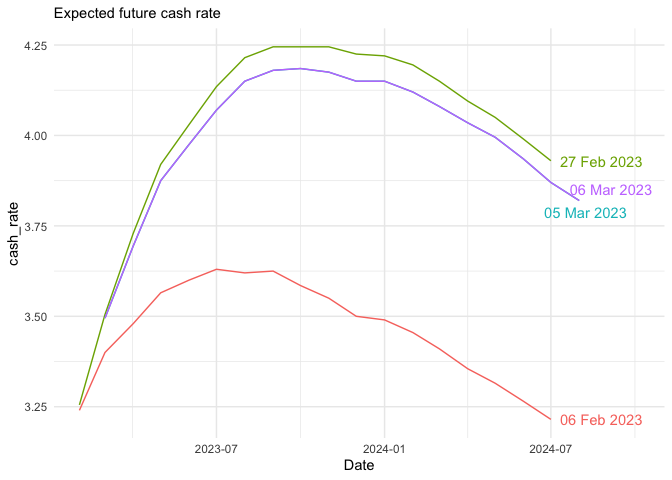 Expected future cash rate
4.25
4.00
3.75
3.50
3.25
cash_rate
27 Feb 2023
06 Mar 2023
05 Mar 2023
06 Feb 2023
2023-07
2024-01
2024-07
Date